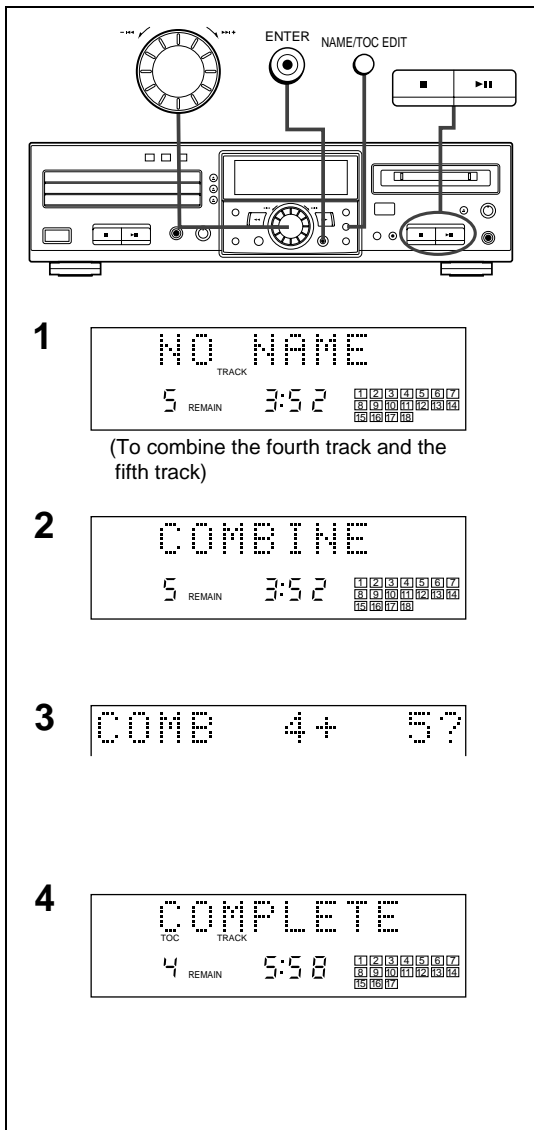 ENTER
NAME/TOC EDIT
1
NO NAME
TRACK
5 REMAIN 3:52
1 2 3 4 5 6 7
8 9 10 11 12 13 14
15 16 17 18
(To combine the fourth track and the
fifth track)
2
COMBINE
5 REMAIN 3:52
1 2 3 4 5 6 7
8 9 10 11 12 13 14
15 16 17 18
3
COMB 4+ 5?
4
COMPLETE
TOC TRACK
4 REMAIN 5:58
1 2 3 4 5 6 7
8 9 10 11 12 13 14
15 16 17